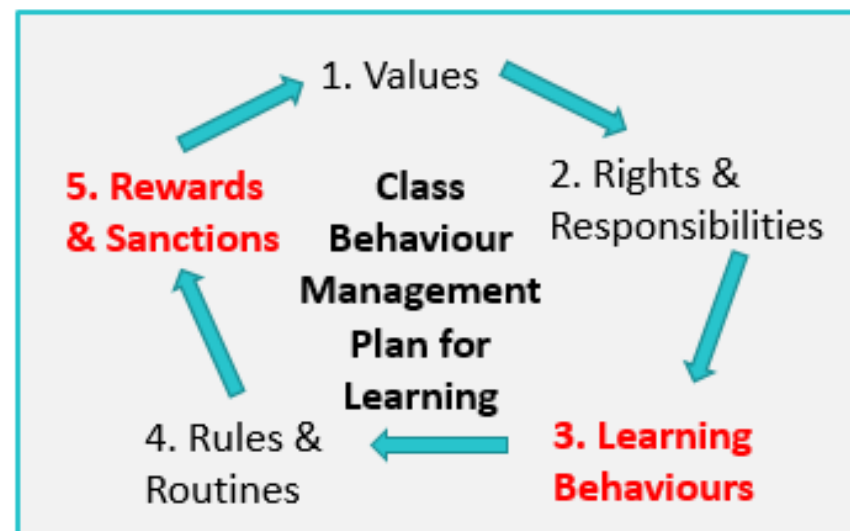 1. Values
2. Rights &
Responsibilities
3. Learning
Behaviours
4. Rules &
Routines
5. Rewards
& Sanctions
Class
Behaviour
Management
Plan for
Learning